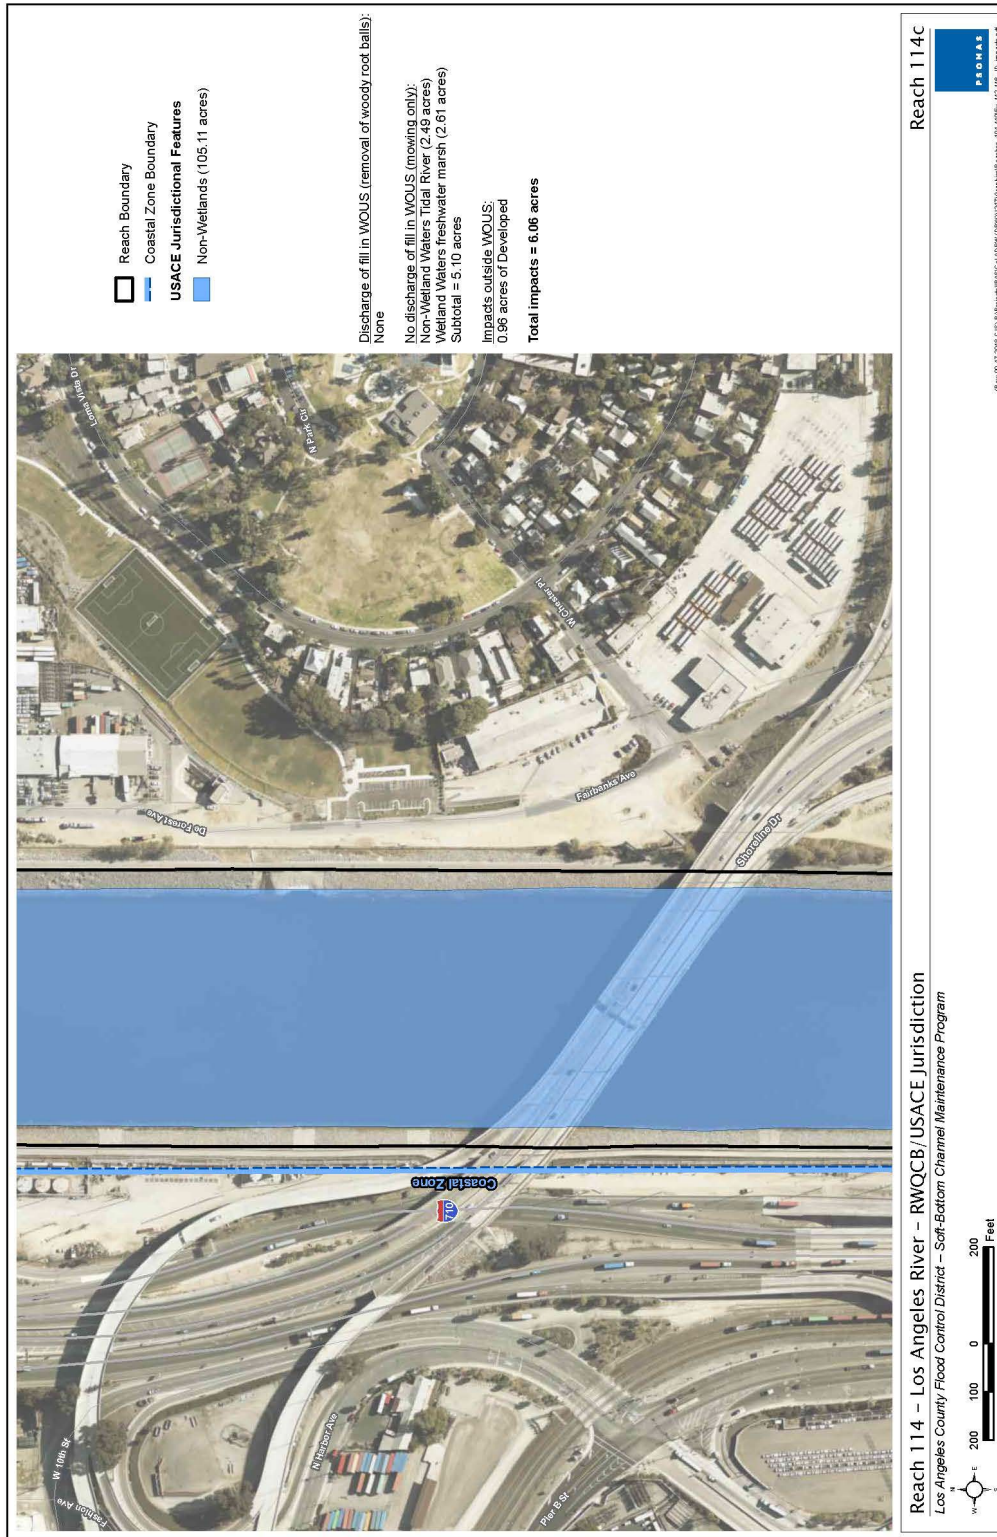 Reach Boundary
Coastal Zone Boundary
USACE Jurisdictional Features
Non-Wetlands (105.11 acres)
Discharge of fill in WOUS (removal of woody root balls):
None
No discharge of fill in WOUS (mowing only):
Non-Wetland Waters Tidal River (2.49 acres)
Wetland Waters freshwater marsh (2.61 acres)
Subtotal = 5.10 acres
Impacts outside WOUS:
0.96 acres of Developed
Total impacts = 6.06 acres
Loma Vista Dr
N Park Cir
W Chester Pl
De Forest Ave
Fairbanks Ave
Shoreline Dr
Coastal Zone
710
W 10th St
Fashion Ave
N Harbor Ave
Pier B St
Reach 114 – Los Angeles River – RWQCB/USACE Jurisdiction
Reach 114c
Los Angeles County Flood Control District – Soft-Bottom Channel Maintenance Program
N
W
E
S
200
100
0
200
Feet
PSOMAS